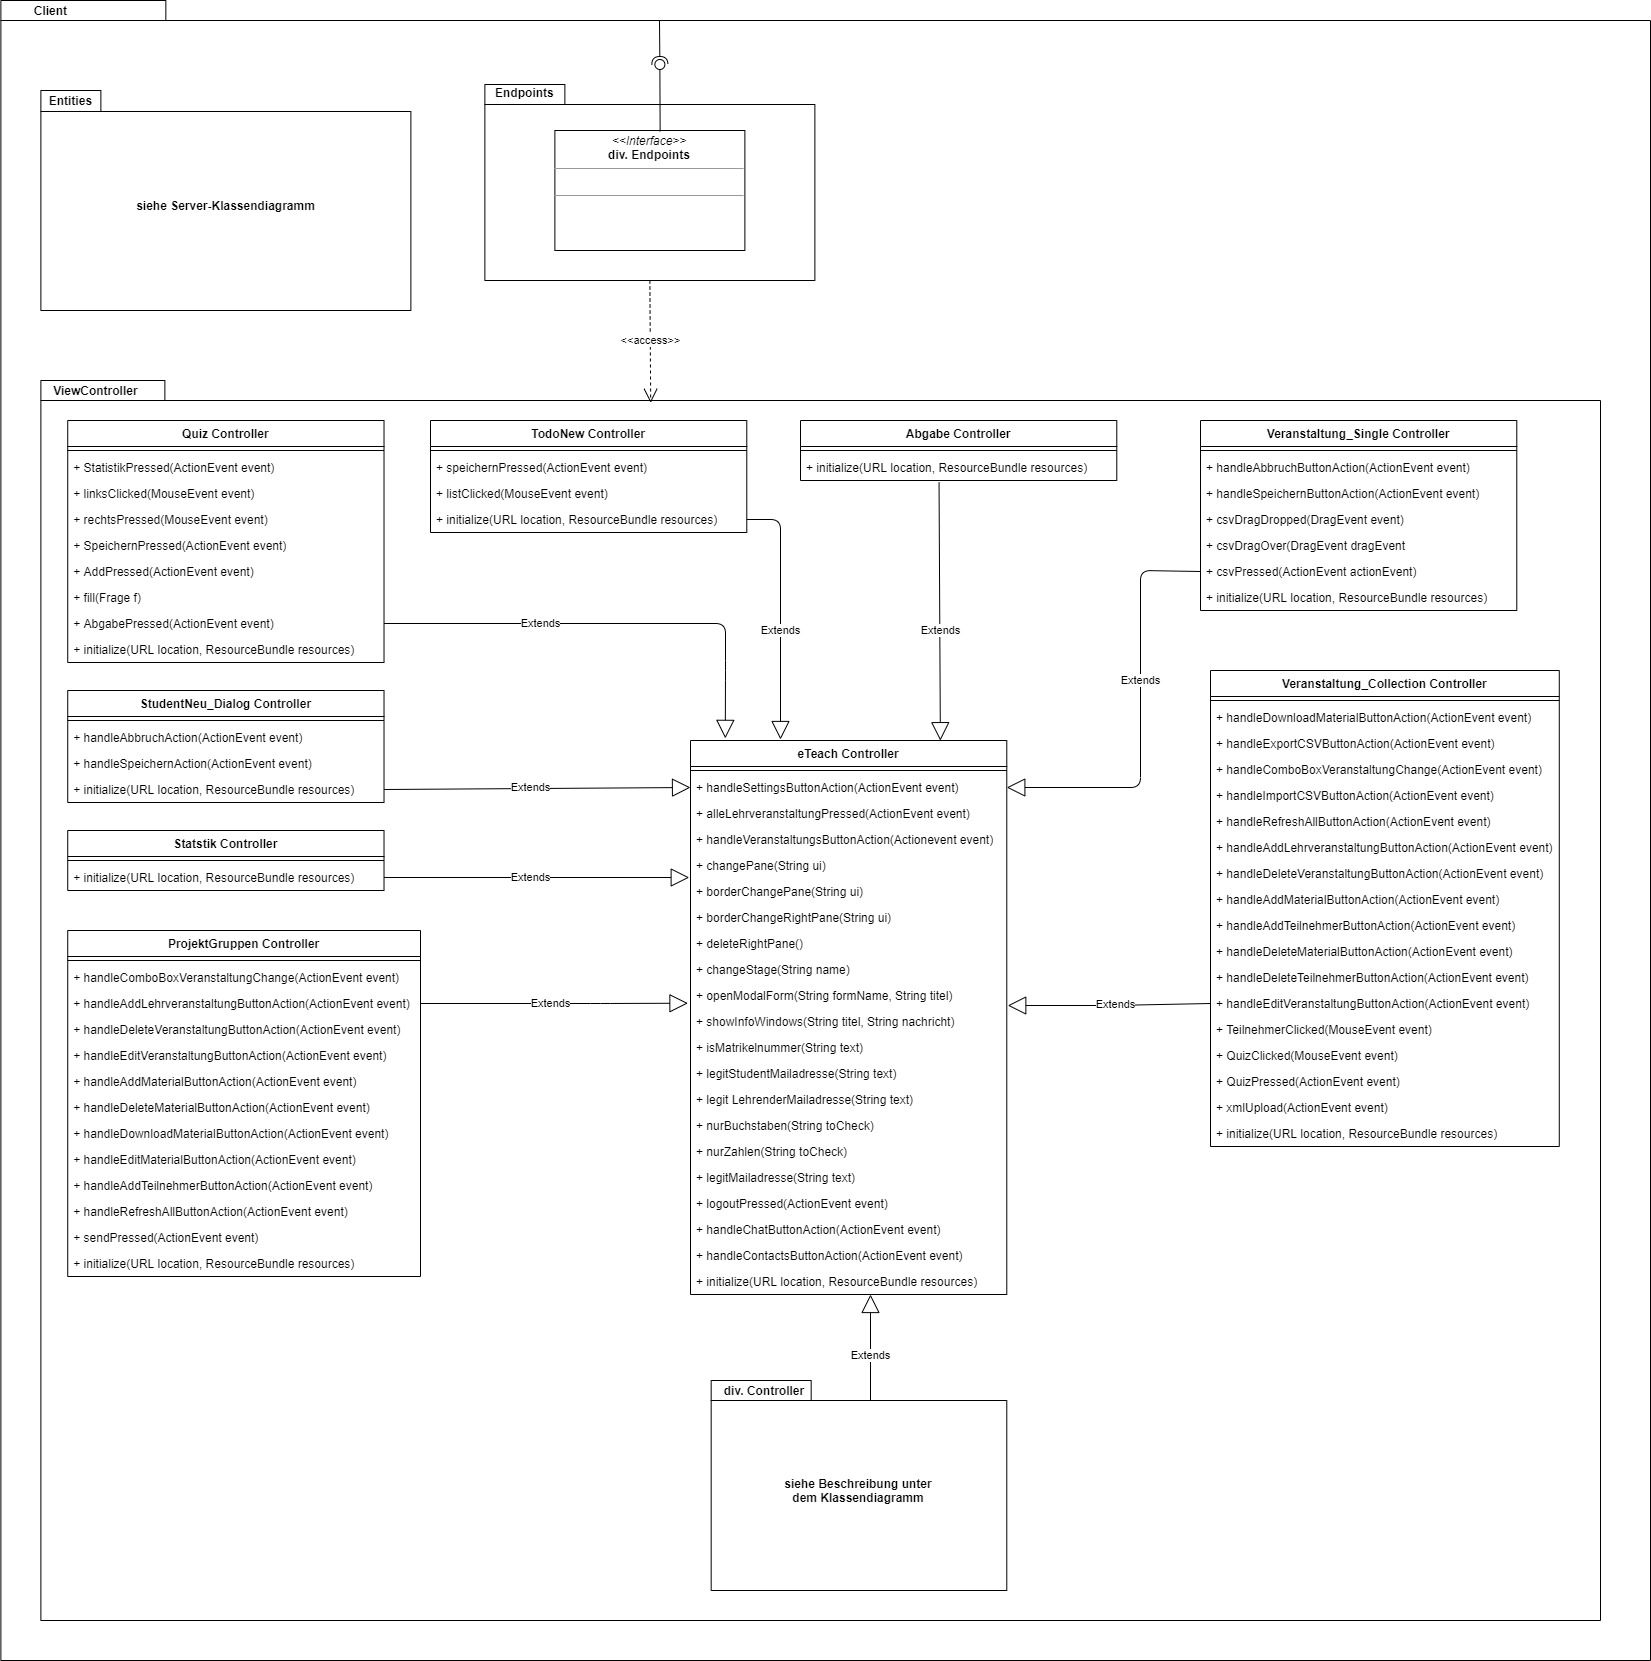 Client
Entities
siehe Server-Klassendiagramm
Endpoints
<<Interface>>
div. Endpoints
<<access>>
ViewController
Quiz Controller
+ StatistikPressed(ActionEvent event)
+ linksClicked(MouseEvent event)
+ rechtsPressed(MouseEvent event)
+ SpeichernPressed(ActionEvent event)
+ AddPressed(ActionEvent event)
+ fill(Frage f)
+ AbgabePressed(ActionEvent event)
+ initialize(URL location, ResourceBundle resources)
Extends
TodoNew Controller
+ speichernPressed(ActionEvent event)
+ listClicked(MouseEvent event)
+ initialize(URL location, ResourceBundle resources)
Extends
Abgabe Controller
+ initialize(URL location, ResourceBundle resources)
Extends
Veranstaltung_Single Controller
+ handleAbbruchButtonAction(ActionEvent event)
+ handleSpeichernButtonAction(ActionEvent event)
+ csvDragDropped(DragEvent event)
+ csvDragOver(DragEvent dragEvent
+ csvPressed(ActionEvent actionEvent)
+ initialize(URL location, ResourceBundle resources)
Extends
StudentNeu_Dialog Controller
+ handleAbbruchAction(ActionEvent event)
+ handleSpeichernAction(ActionEvent event)
+ initialize(URL location, ResourceBundle resources)
Extends
Statstik Controller
+ initialize(URL location, ResourceBundle resources)
Extends
ProjektGruppen Controller
+ handleComboBoxVeranstaltungChange(ActionEvent event)
+ handleAddLehrveranstaltungButtonAction(ActionEvent event)
+ handleDeleteVeranstaltungButtonAction(ActionEvent event)
+ handleEditVeranstaltungButtonAction(ActionEvent event)
+ handleAddMaterialButtonAction(ActionEvent event)
+ handleDeleteMaterialButtonAction(ActionEvent event)
+ handleDownloadMaterialButtonAction(ActionEvent event)
+ handleEditMaterialButtonAction(ActionEvent event)
+ handleAddTeilnehmerButtonAction(ActionEvent event)
+ handleRefreshAllButtonAction(ActionEvent event)
+ sendPressed(ActionEvent event)
+ initialize(URL location, ResourceBundle resources)
Extends
eTeach Controller
+ handleSettingsButtonAction(ActionEvent event)
+ alleLehrveranstaltungPressed(ActionEvent event)
+ handleVeranstaltungsButtonAction(Actionevent event)
+ changePane(String ui)
+ borderChangePane(String ui)
+ borderChangeRightPane(String ui)
+ deleteRightPane()
+ changeStage(String name)
+ openModalForm(String formName, String titel)
+ showInfoWindows(String titel, String nachricht)
+ isMatrikelnummer(String text)
+ legitStudentMailadresse(String text)
+ legit LehrenderMailadresse(String text)
+ nurBuchstaben(String toCheck)
+ nurZahlen(String toCheck)
+ legitMailadresse(String text)
+ logoutPressed(ActionEvent event)
+ handleChatButtonAction(ActionEvent event)
+ handleContactsButtonAction(ActionEvent event)
+ initialize(URL location, ResourceBundle resources)
Veranstaltung_Collection Controller
+ handleDownloadMaterialButtonAction(ActionEvent event)
+ handleExportCSVButtonAction(ActionEvent event)
+ handleComboBoxVeranstaltungChange(ActionEvent event)
+ handleImportCSVButtonAction(ActionEvent event)
+ handleRefreshAllButtonAction(ActionEvent event)
+ handleAddLehrveranstaltungButtonAction(ActionEvent event)
+ handleDeleteVeranstaltungButtonAction(ActionEvent event)
+ handleAddMaterialButtonAction(ActionEvent event)
+ handleAddTeilnehmerButtonAction(ActionEvent event)
+ handleDeleteMaterialButtonAction(ActionEvent event)
+ handleDeleteTeilnehmerButtonAction(ActionEvent event)
+ handleEditVeranstaltungButtonAction(ActionEvent event)
+ TeilnehmerClicked(MouseEvent event)
+ QuizClicked(MouseEvent event)
+ QuizPressed(ActionEvent event)
+ xmlUpload(ActionEvent event)
+ initialize(URL location, ResourceBundle resources)
Extends
Extends
div. Controller
siehe Beschreibung unter
dem Klassendiagramm